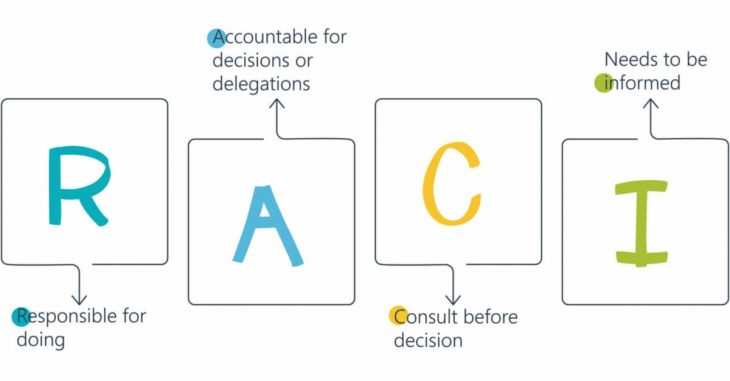 Accountable for
decisions or
delegations
Needs to be
informed
R
A
C
I
Responsible for
doing
Consult before
decision